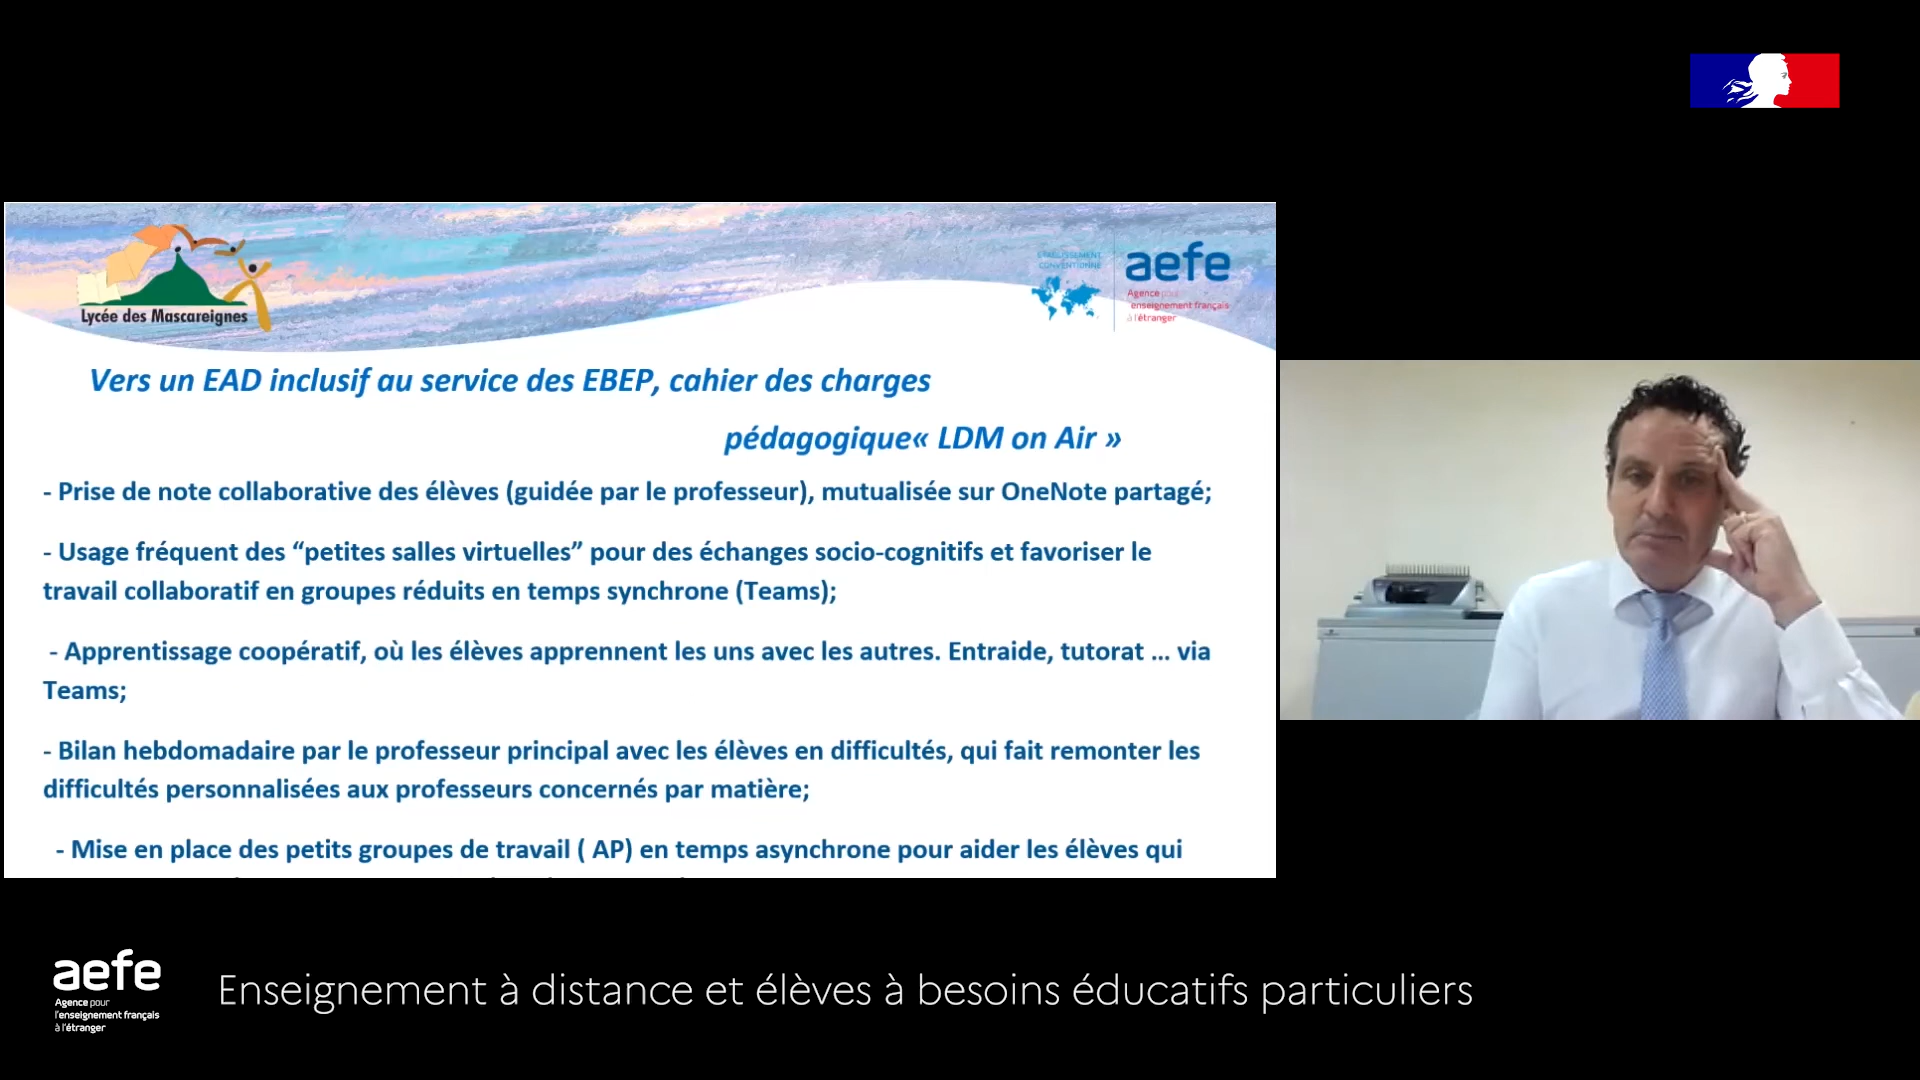 Lycée des Mascareignes
ETABLISSEMENT
CONVENTIONNÉ
aefe
Agence pour
l'enseignement français
à l'étranger
Vers un EAD inclusif au service des EBEP, cahier des charges
pédagogique« LDM on Air »
- Prise de note collaborative des élèves (guidée par le professeur), mutualisée sur OneNote partagé;
- Usage fréquent des “petites salles virtuelles” pour des échanges socio-cognitifs et favoriser le
travail collaboratif en groupes réduits en temps synchrone (Teams);
- Apprentissage coopératif, où les élèves apprennent les uns avec les autres. Entraide, tutorat ... via
Teams;
- Bilan hebdomadaire par le professeur principal avec les élèves en difficultés, qui fait remonter les
difficultés personnalisées aux professeurs concernés par matière;
- Mise en place des petits groupes de travail ( AP) en temps asynchrone pour aider les élèves qui
aefe
Agence pour
l'enseignement français
à l'étranger
Enseignement à distance et élèves à besoins éducatifs particuliers